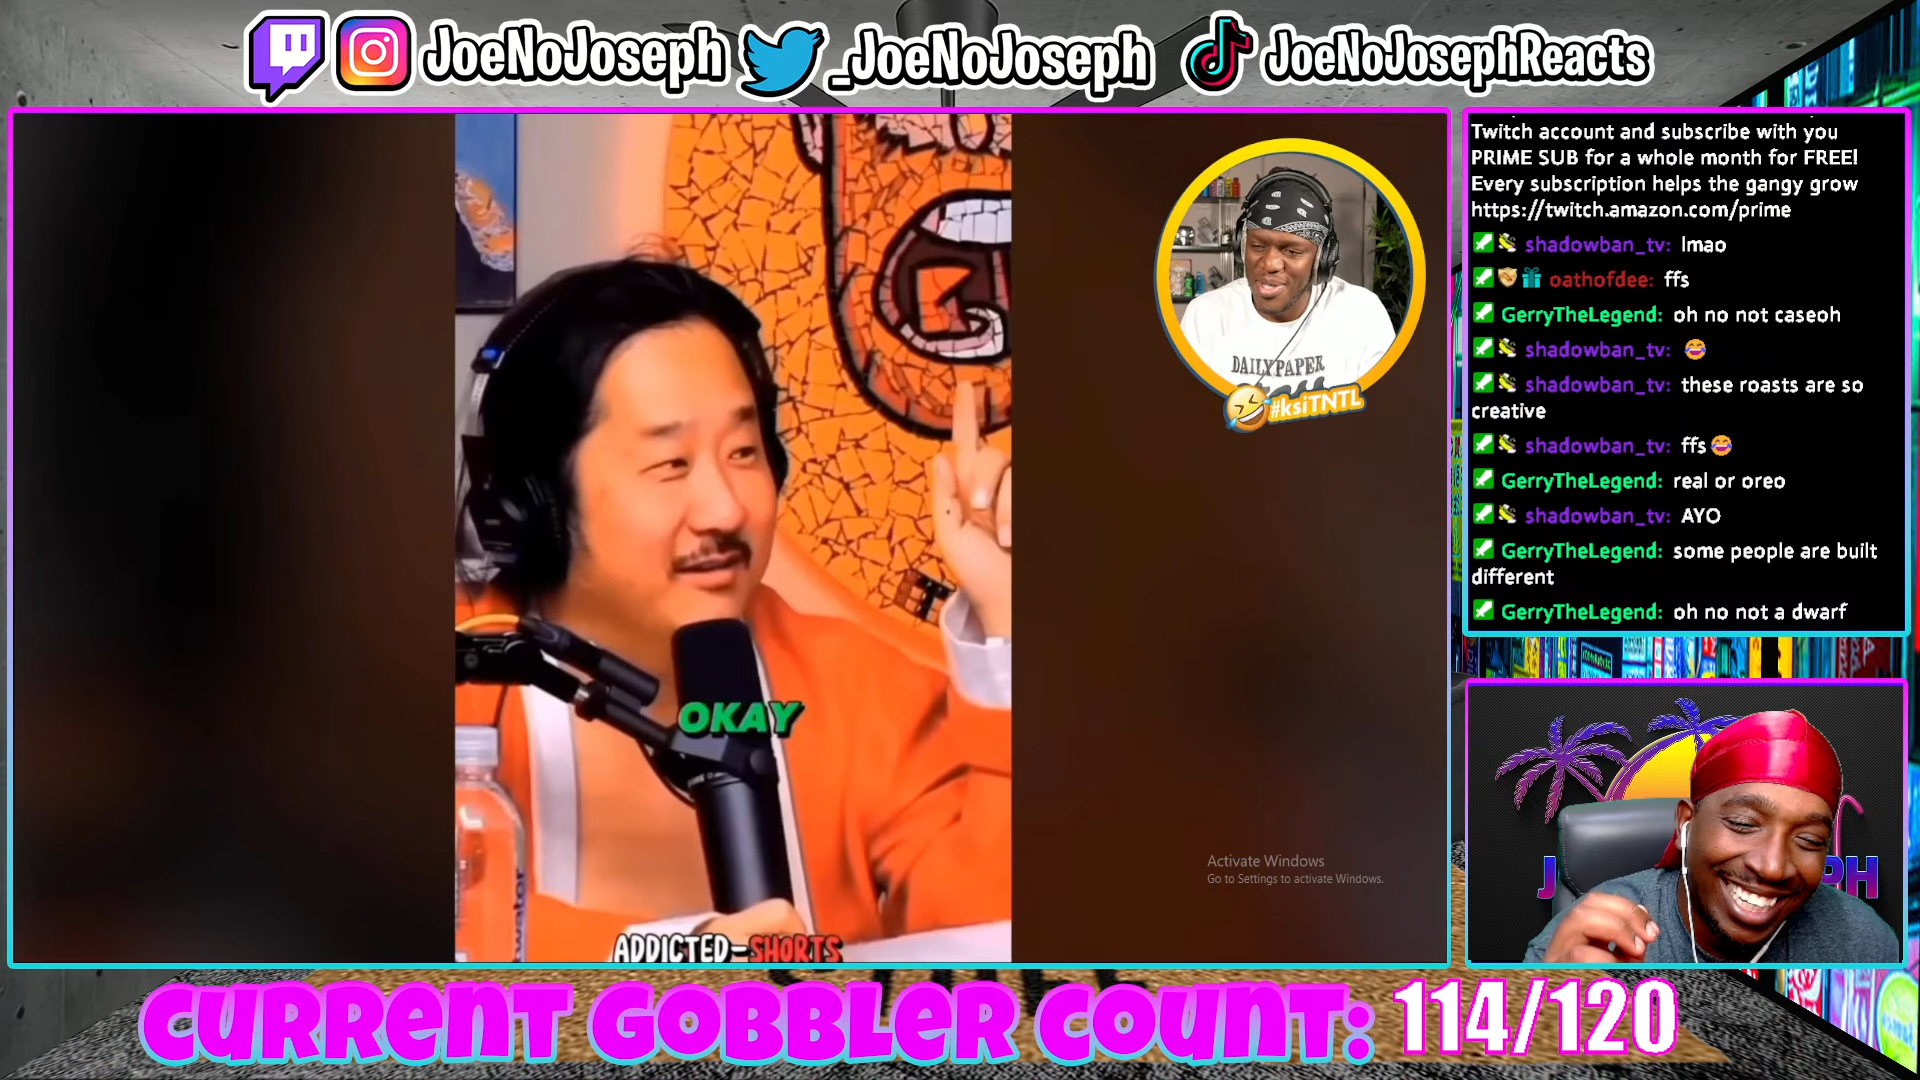 JoeNoJoseph
_JoeNoJoseph
JoeNoJosephReacts
Twitch account and subscribe with you
PRIME SUB for a whole month for FREE!
Every subscription helps the gangy grow
https://twitch.amazon.com/prime
shadowban_tv: lmao
oathofdee: ffs
GerryTheLegend: oh no not caseoh
shadowban_tv: 😂
shadowban_tv: these roasts are so
creative
shadowban_tv: ffs😂
GerryTheLegend: real or oreo
shadowban_tv: AYO
GerryTheLegend: some people are built
different
GerryTheLegend: oh no not a dwarf
DAILYPAPER
#ksiTNTL
OKAY
water
ADDICTED-SHORTS
Activate Windows
Go to Settings to activate Windows.
J
PH
CURRENT GOBBLER COUNT: 114/120